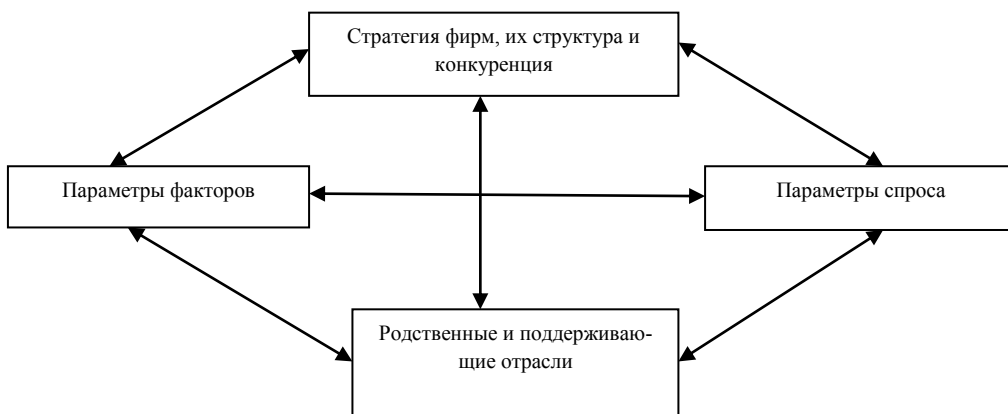 Стратегия фирм, их структура и
конкуренция
Параметры факторов
Параметры спроса
Родственные и поддерживаю-
щие отрасли